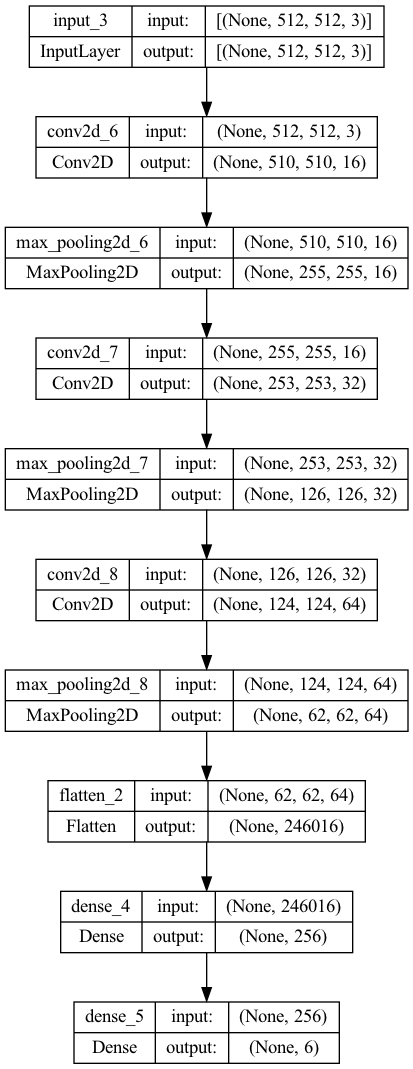 input_3 input: [(None, 512, 512, 3)]
InputLayer output: [(None, 512, 512, 3)]
conv2d_6 input: (None, 512, 512, 3)
Conv2D output: (None, 510, 510, 16)
max_pooling2d_6 input: (None, 510, 510, 16)
MaxPooling2D output: (None, 255, 255, 16)
conv2d_7 input: (None, 255, 255, 16)
Conv2D output: (None, 253, 253, 32)
max_pooling2d_7 input: (None, 253, 253, 32)
MaxPooling2D output: (None, 126, 126, 32)
conv2d_8 input: (None, 126, 126, 32)
Conv2D output: (None, 124, 124, 64)
max_pooling2d_8 input: (None, 124, 124, 64)
MaxPooling2D output: (None, 62, 62, 64)
flatten_2 input: (None, 62, 62, 64)
Flatten output: (None, 246016)
dense_4 input: (None, 246016)
Dense output: (None, 256)
dense_5 input: (None, 256)
Dense output: (None, 6)